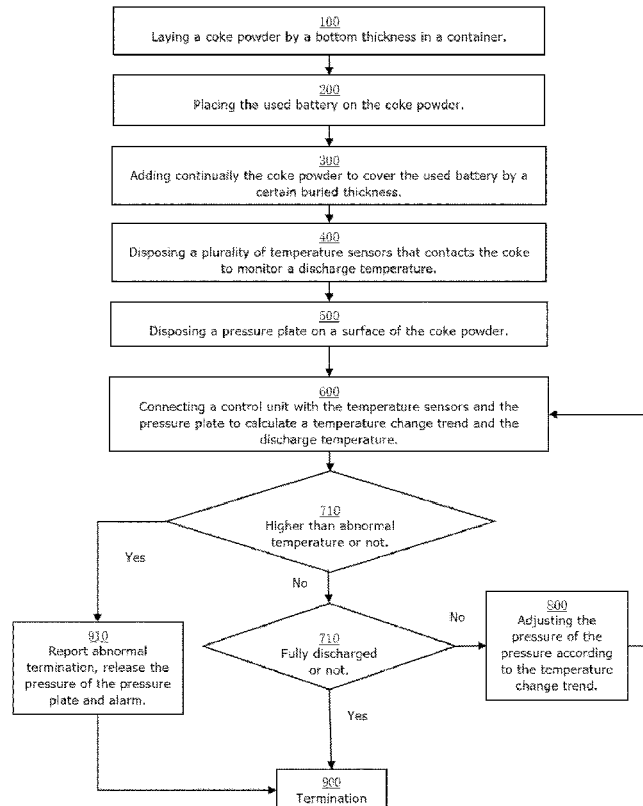 100
Laying a coke powder by a bottom thickness in a container.
200
Placing the used battery on the coke powder.
300
Adding continually the coke powder to cover the used battery by a
certain buried thickness.
400
Disposing a plurality of temperature sensors that contacts the coke
to monitor a discharge temperature.
500
Disposing a pressure plate on a surface of the coke powder.
600
Connecting a control unit with the temperature sensors and the
pressure plate to calculate a temperature change trend and the
discharge temperature.
710
Higher than abnormal
temperature or not.
Yes
No
910
Report abnormal
termination, release the
pressure of the pressure
plate and alarm.
710
Fully discharged
or not.
No
800
Adjusting the
pressure of the
pressure according
to the temperature
change trend.
Yes
900
Termination